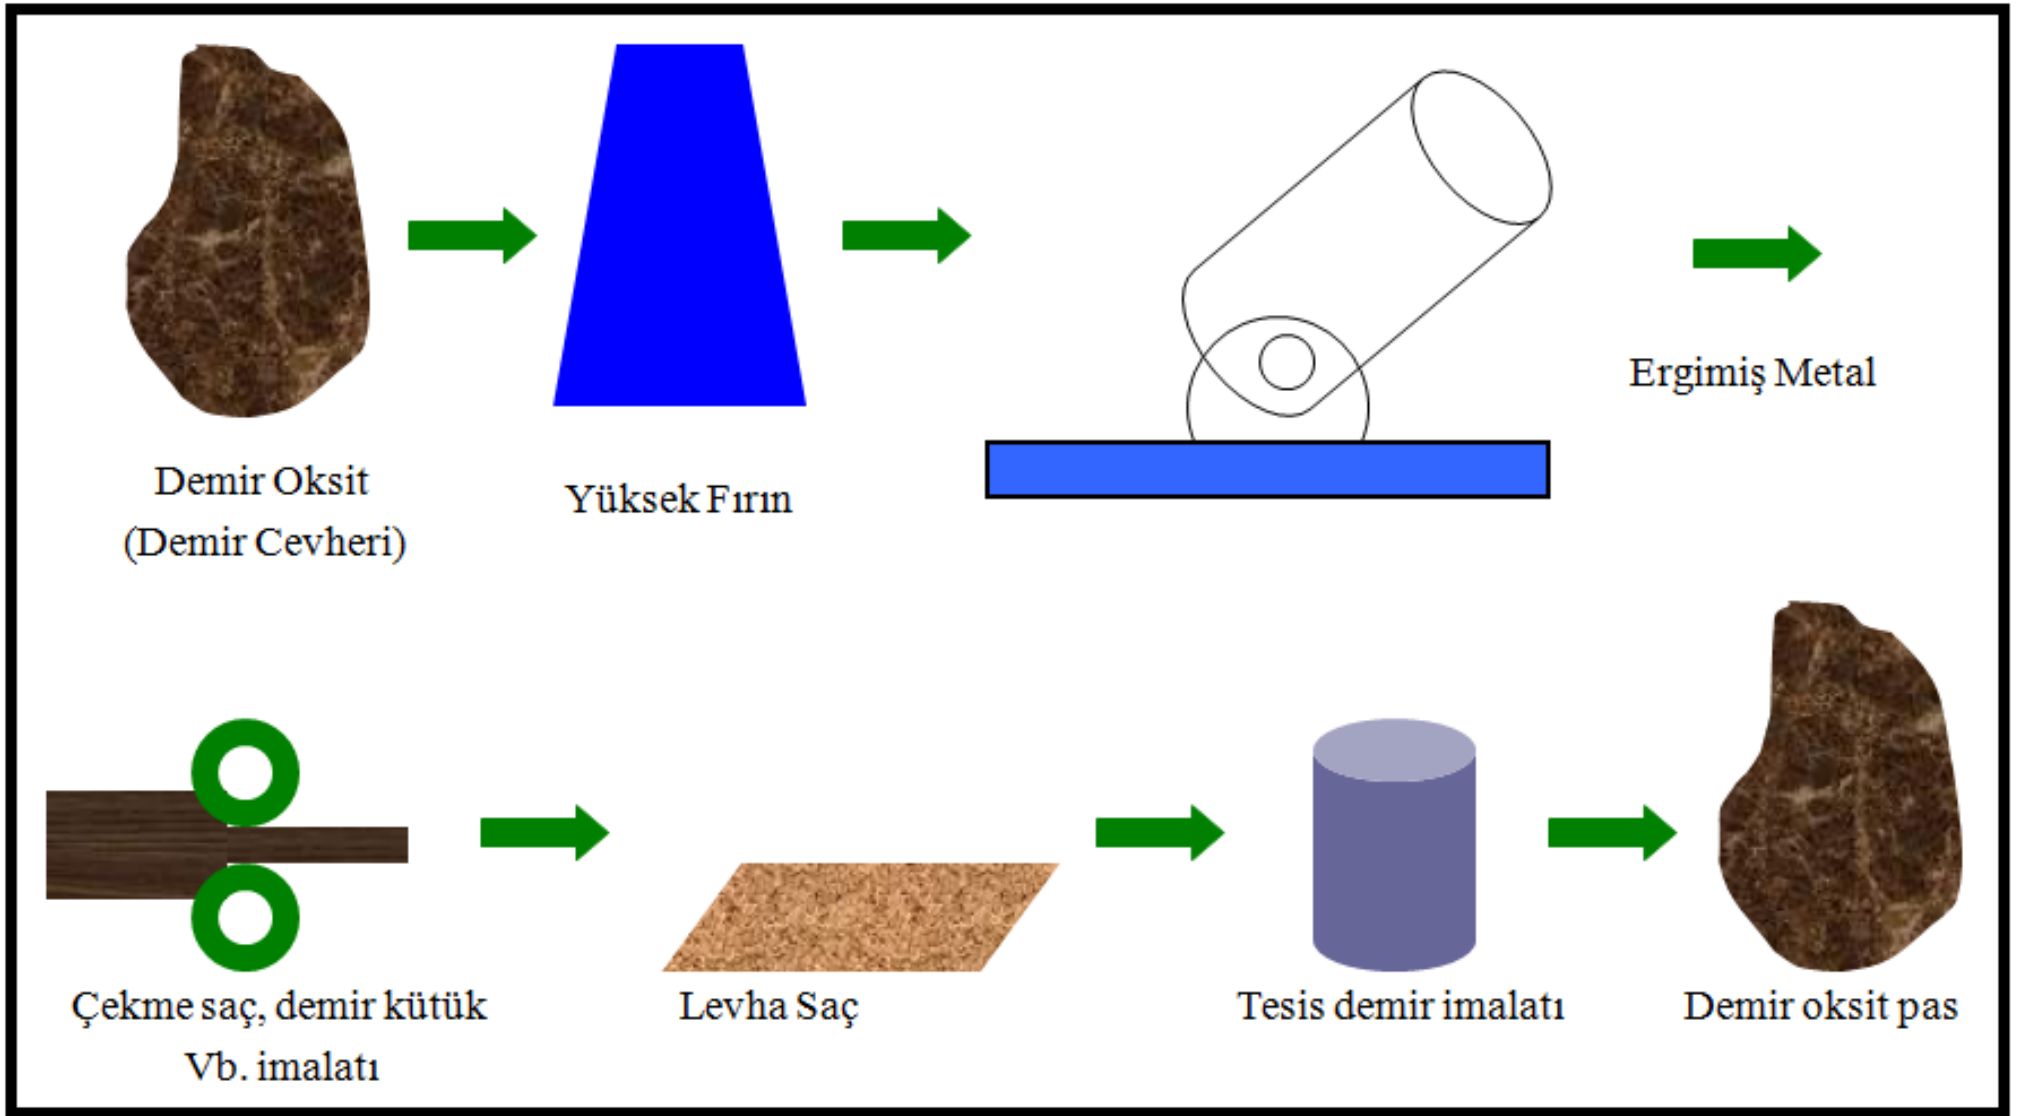 Demir Oksit
(Demir Cevheri)
Yüksek Fırın
Ergimiş Metal
Çekme saç, demir kütük
Vb. imalatı
Levha Saç
Tesis demir imalatı
Demir oksit pas